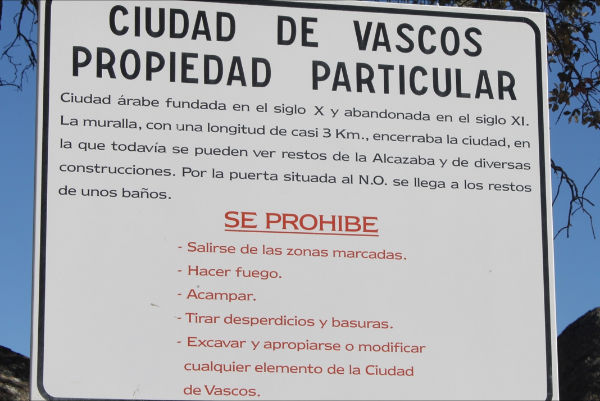 CIUDAD DE VASCOS
PROPIEDAD PARTICULAR
Ciudad árabe fundada en el siglo X y abandonada en el siglo XI.
La muralla, con una longitud de casi 3 Km., encerraba la ciudad, en
la que todavía se pueden ver restos de la Alcazaba y de diversas
construcciones. Por la puerta situada al N.O. se llega a los restos
de unos baños.
SE PROHIBE
- Salirse de las zonas marcadas.
- Hacer fuego.
- Acampar.
- Tirar desperdicios y basuras.
- Excavar y apropiarse o modificar
cualquier elemento de la Ciudad
de Vascos.